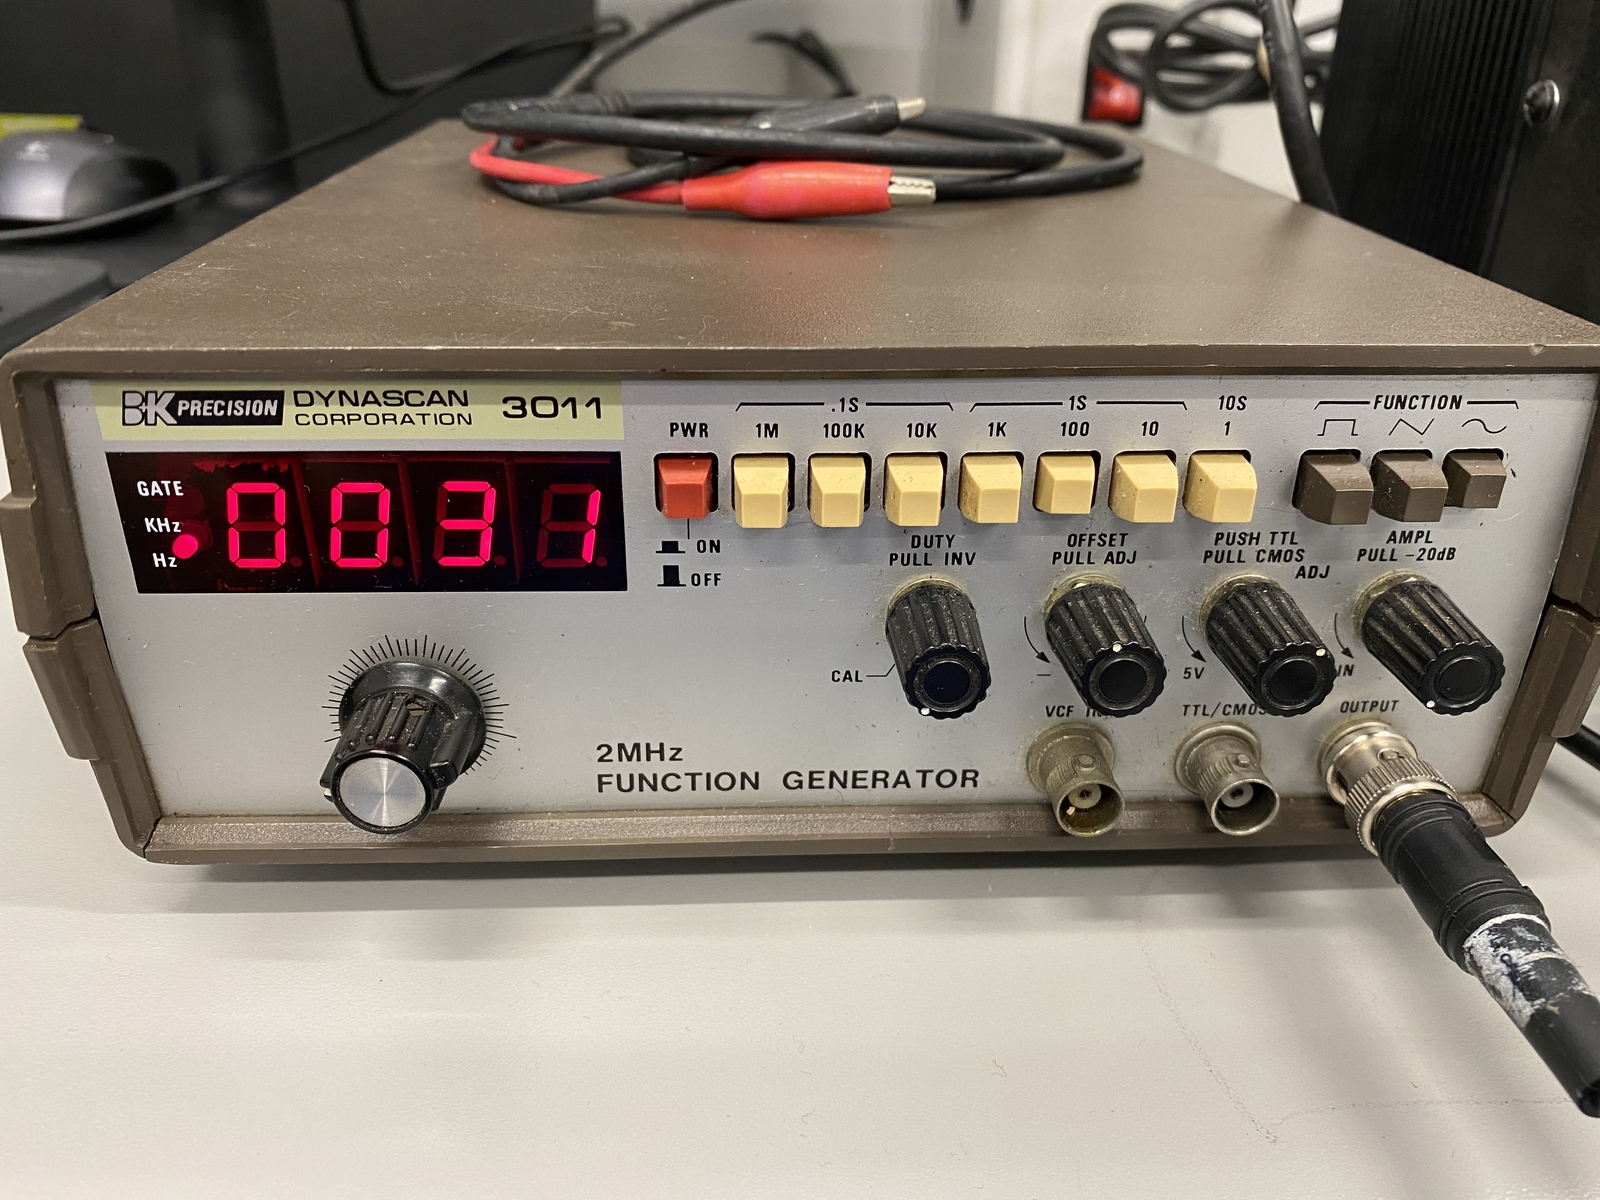 BK PRECISION DYNASCAN CORPORATION 3011
GATE
KHz
Hz
0031
PWR
ON
OFF
.1S
1S
10S
1M 100K 10K 1K 100 10 1
FUNCTION
DUTY
PULL INV
CAL
OFFSET
PULL ADJ
–
PUSH TTL
PULL CMOS
ADJ
5V
AMPL
PULL -20dB
VCF
TTL/CMOS
OUTPUT
2MHz
FUNCTION GENERATOR